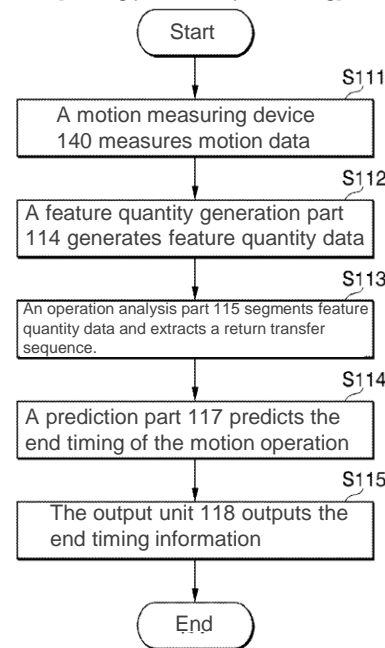 Start
S111
A motion measuring device
140 measures motion data
S112
A feature quantity generation part
114 generates feature quantity data
S113
An operation analysis part 115 segments feature
quantity data and extracts a return transfer
sequence.
S114
A prediction part 117 predicts the
end timing of the motion operation
S115
The output unit 118 outputs the
end timing information
End